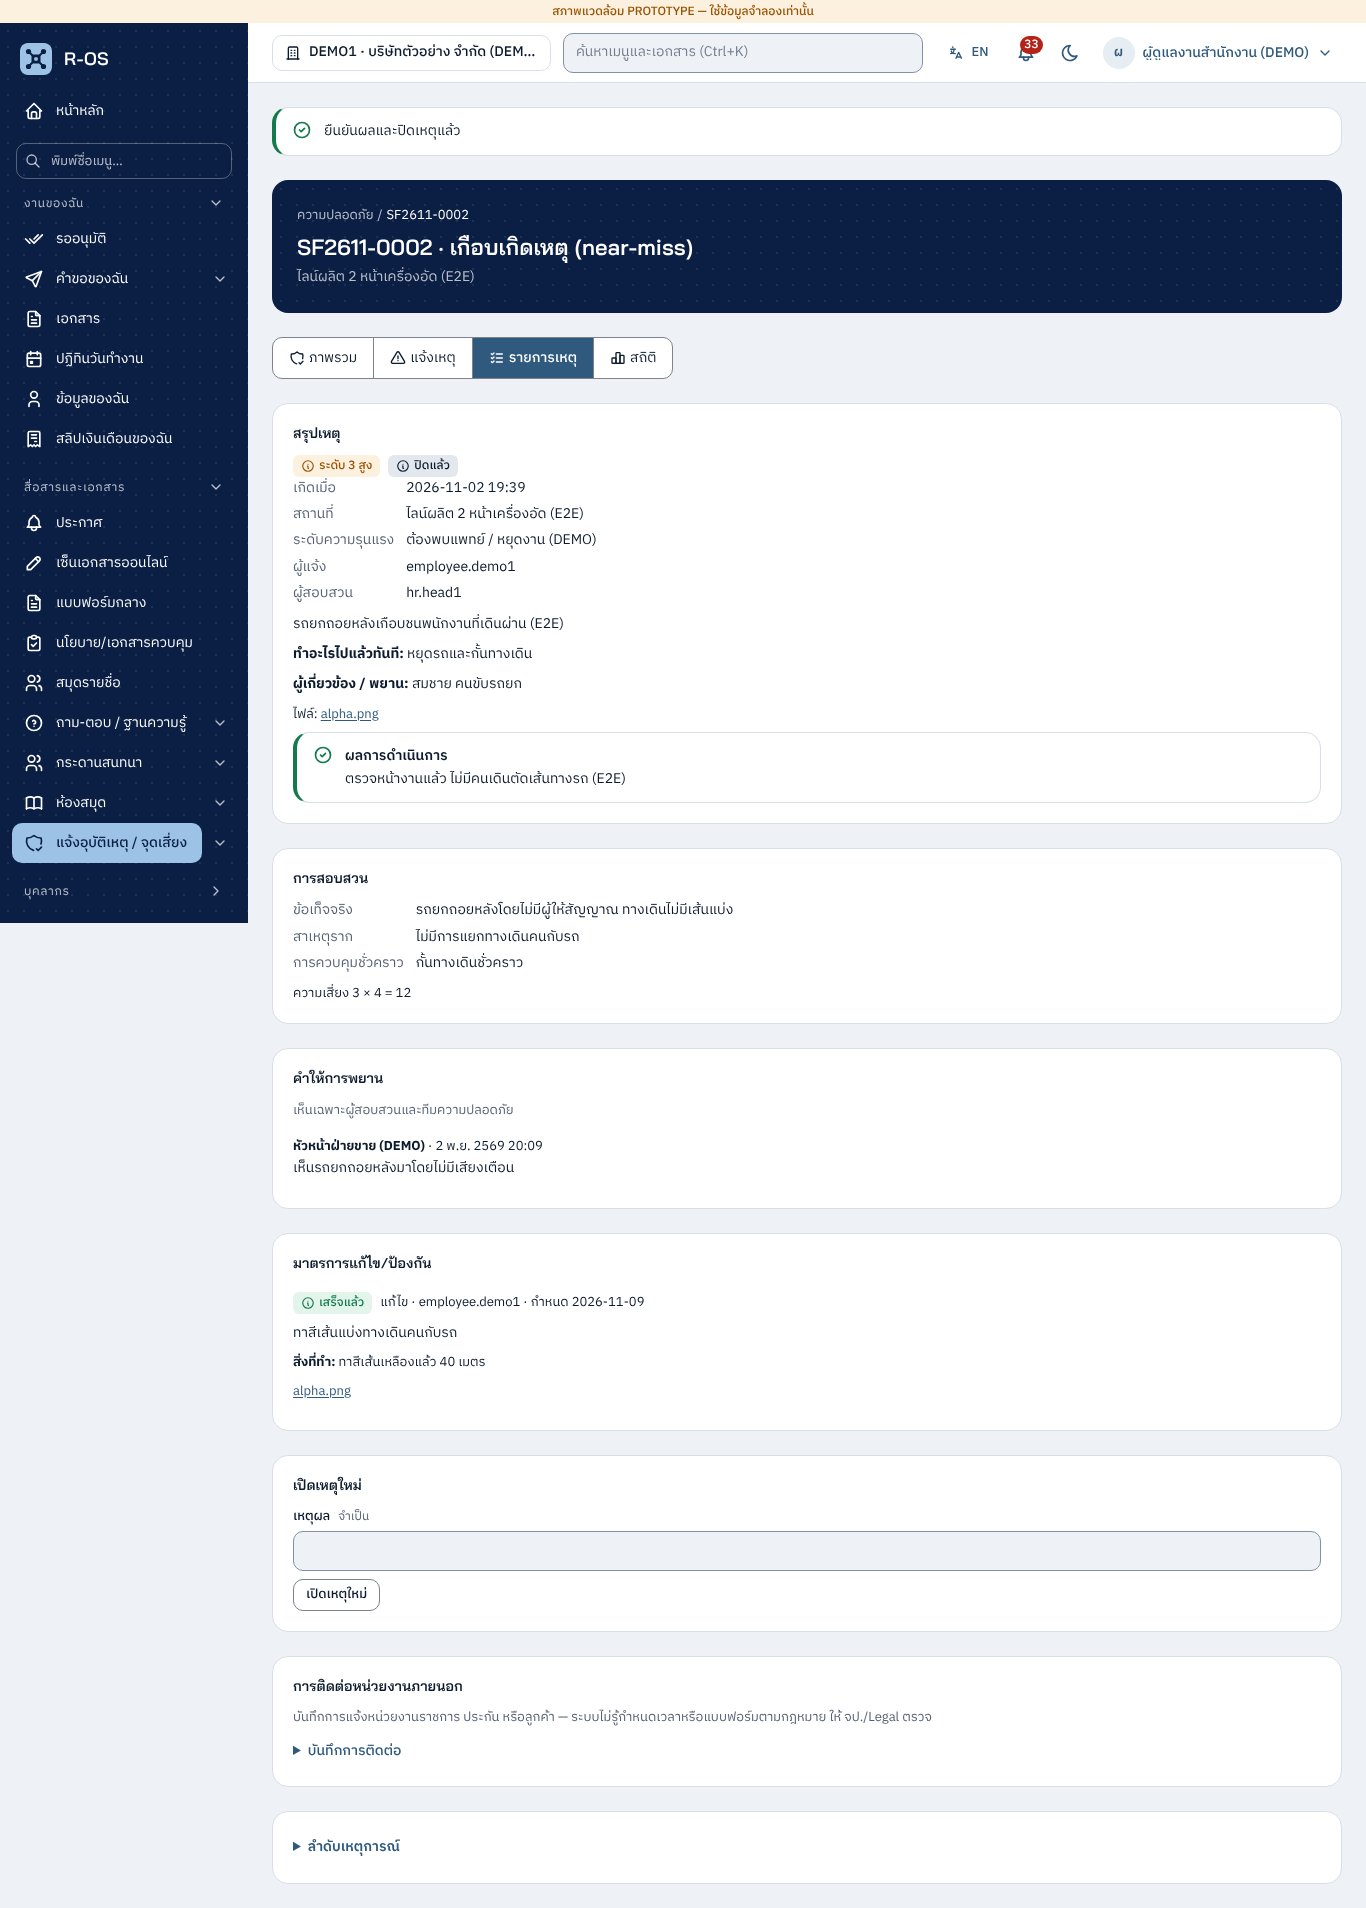 สภาพแวดล้อม PROTOTYPE — ใช้ข้อมูลจำลองเท่านั้น
R-OS
DEMO1 · บริษัทตัวอย่าง จำกัด (DEM...
ค้นหาเมนูและเอกสาร (Ctrl+K)
EN
33
ผ
ผู้ดูแลงานสำนักงาน (DEMO)
หน้าหลัก
พิมพ์ชื่อเมนู...
งานของฉัน
รออนุมัติ
คำขอของฉัน
เอกสาร
ปฏิทินวันทำงาน
ข้อมูลของฉัน
สลิปเงินเดือนของฉัน
สื่อสารและเอกสาร
ประกาศ
เซ็นเอกสารออนไลน์
แบบฟอร์มกลาง
นโยบาย/เอกสารควบคุม
สมุดรายชื่อ
ถาม-ตอบ / ฐานความรู้
กระดานสนทนา
ห้องสมุด
แจ้งอุบัติเหตุ / จุดเสี่ยง
บุคลากร
ยืนยันผลและปิดเหตุแล้ว
ความปลอดภัย / SF2611-0002
SF2611-0002 · เกือบเกิดเหตุ (near-miss)
ไลน์ผลิต 2 หน้าเครื่องอัด (E2E)
ภาพรวม
แจ้งเหตุ
รายการเหตุ
สถิติ
สรุปเหตุ
ระดับ 3 สูง
ปิดแล้ว
เกิดเมื่อ 2026-11-02 19:39
สถานที่ ไลน์ผลิต 2 หน้าเครื่องอัด (E2E)
ระดับความรุนแรง ต้องพบแพทย์ / หยุดงาน (DEMO)
ผู้แจ้ง employee.demo1
ผู้สอบสวน hr.head1
รถยกถอยหลังเกือบชนพนักงานที่เดินผ่าน (E2E)
ทำอะไรไปแล้วทันที: หยุดรถและกั้นทางเดิน
ผู้เกี่ยวข้อง / พยาน: สมชาย คนขับรถยก
ไฟล์: alpha.png
ผลการดำเนินการ
ตรวจหน้างานแล้ว ไม่มีคนเดินตัดเส้นทางรถ (E2E)
การสอบสวน
ข้อเท็จจริง รถยกถอยหลังโดยไม่มีผู้ให้สัญญาณ ทางเดินไม่มีเส้นแบ่ง
สาเหตุราก ไม่มีการแยกทางเดินคนกับรถ
การควบคุมชั่วคราว กั้นทางเดินชั่วคราว
ความเสี่ยง 3 × 4 = 12
คำให้การพยาน
เห็นเฉพาะผู้สอบสวนและทีมความปลอดภัย
หัวหน้าฝ่ายขาย (DEMO) · 2 พ.ย. 2569 20:09
เห็นรถยกถอยหลังมาโดยไม่มีเสียงเตือน
มาตรการแก้ไข/ป้องกัน
เสร็จแล้ว แก้ไข · employee.demo1 · กำหนด 2026-11-09
ทาสีเส้นแบ่งทางเดินคนกับรถ
สิ่งที่ทำ: ทาสีเส้นเหลืองแล้ว 40 เมตร
alpha.png
เปิดเหตุใหม่
เหตุผล จำเป็น
เปิดเหตุใหม่
การติดต่อหน่วยงานภายนอก
บันทึกการแจ้งหน่วยงานราชการ ประกัน หรือลูกค้า — ระบบไม่รู้กำหนดเวลาหรือแบบฟอร์มตามกฎหมาย ให้ จป./Legal ตรวจ
บันทึกการติดต่อ
ลำดับเหตุการณ์